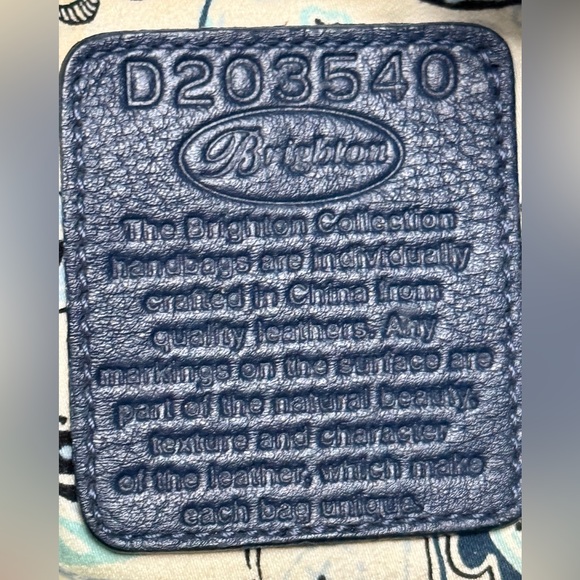 D203540
Brighton
The Brighton Collection
handbags are individually
crafted in China from
quality leathers. Any
markings on the surface are
part of the natural beauty,
texture and character
of the leather, which make
each bag unique.